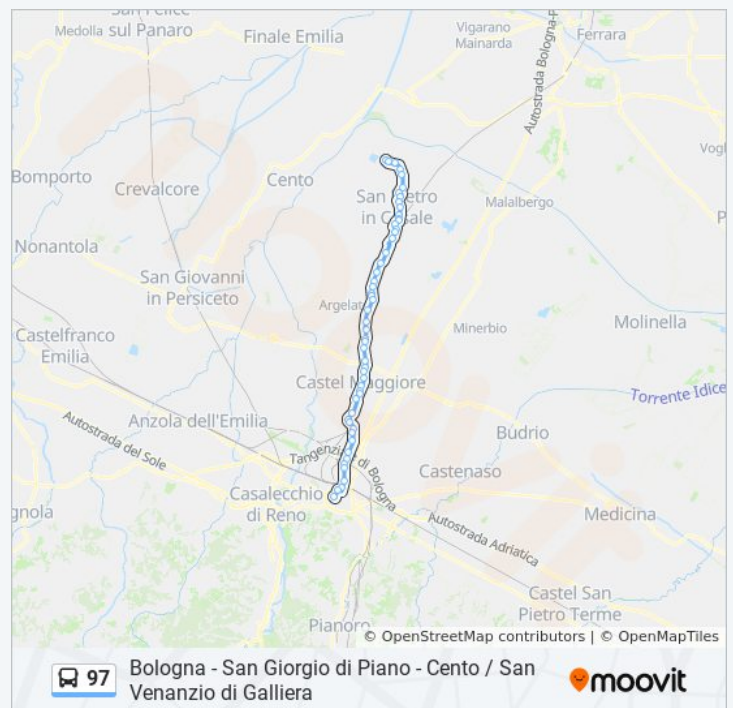 San Felice
sul Panaro
Medolla
Finale Emilia
Vigarano
Mainarda
Ferrara
Autostrada Bologna-P
Vogl
Bomporto
Crevalcore
Cento
San Pietro
in Casale
Malalbergo
P
Nonantola
San Giovanni
in Persiceto
Argelat
Minerbio
Molinella
Castelfranco
Emilia
Castel Maggiore
Torrente Idice
Anzola dell'Emilia
Autostrada del Sole
Budrio
Tangenziale di Bologna
Castenaso
Casalecchio
di Reno
gnola
Medicina
Autostrada Adriatica
Castel San
Pietro Terme
Pianoro
© OpenStreetMap contributors | © OpenMapTiles
97
Bologna - San Giorgio di Piano - Cento / San
Venanzio di Galliera
moovit